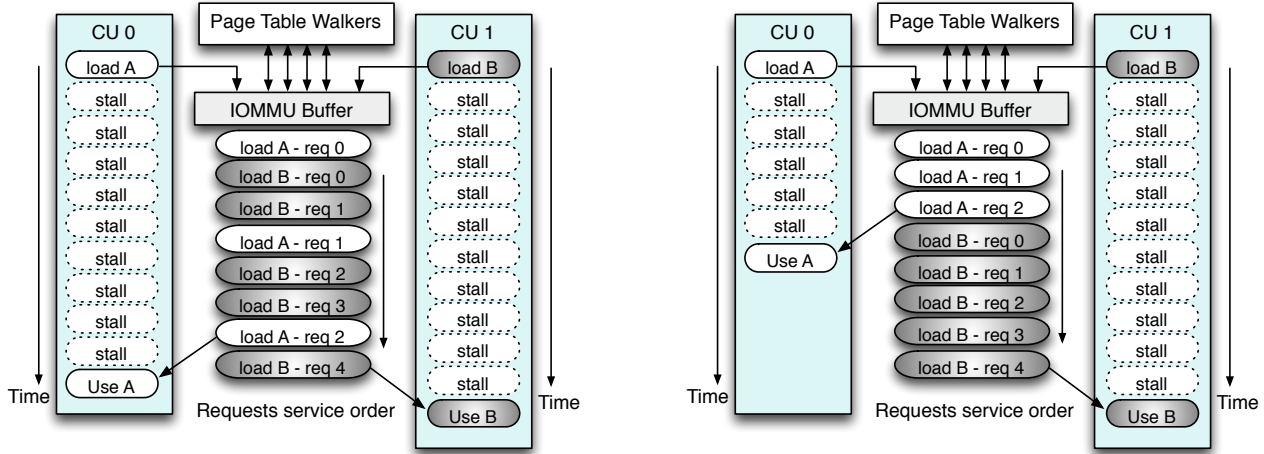 CU 0
load A
stall
stall
stall
stall
stall
stall
stall
stall
stall
Use A
Time
Page Table Walkers
IOMMU Buffer
load A - req 0
load B - req 0
load B - req 1
load A - req 1
load B - req 2
load B - req 3
load A - req 2
load B - req 4
Requests service order
CU 1
load B
stall
stall
stall
stall
stall
stall
stall
stall
stall
stall
Use B
Time
CU 0
load A
stall
stall
stall
stall
stall
Use A
Time
Page Table Walkers
IOMMU Buffer
load A - req 0
load A - req 1
load A - req 2
load B - req 0
load B - req 1
load B - req 2
load B - req 3
load B - req 4
Requests service order
CU 1
load B
stall
stall
stall
stall
stall
stall
stall
stall
stall
stall
Use B
Time